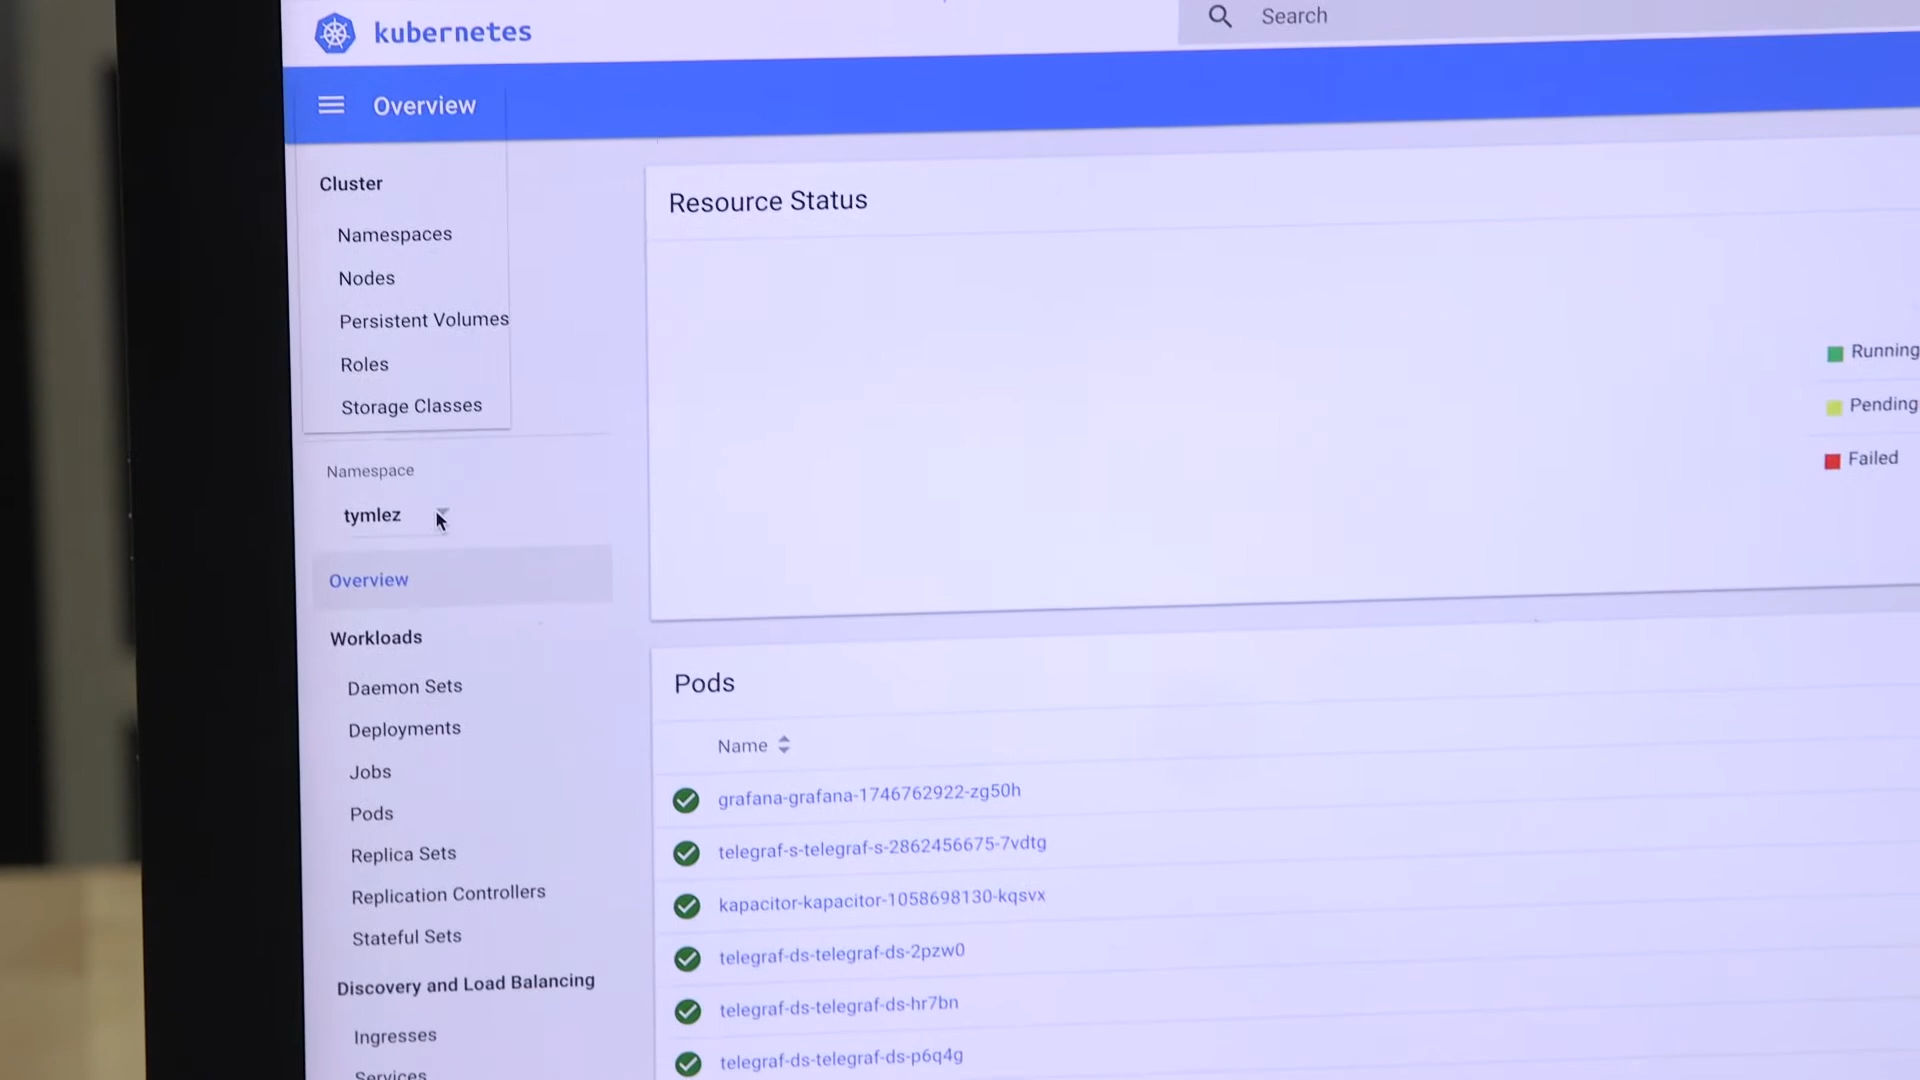 kubernetes
Search
Overview
Cluster
Namespaces
Nodes
Persistent Volumes
Roles
Storage Classes
Namespace
tymlez
Overview
Workloads
Daemon Sets
Deployments
Jobs
Pods
Replica Sets
Replication Controllers
Stateful Sets
Discovery and Load Balancing
Ingresses
Services
Resource Status
Running
Pending
Failed
Pods
Name
grafana-grafana-1746762922-zg50h
telegraf-s-telegraf-s-2862456675-7vdtg
kapacitor-kapacitor-1058698130-kqsvx
telegraf-ds-telegraf-ds-2pzw0
telegraf-ds-telegraf-ds-hr7bn
telegraf-ds-telegraf-ds-p6q4g